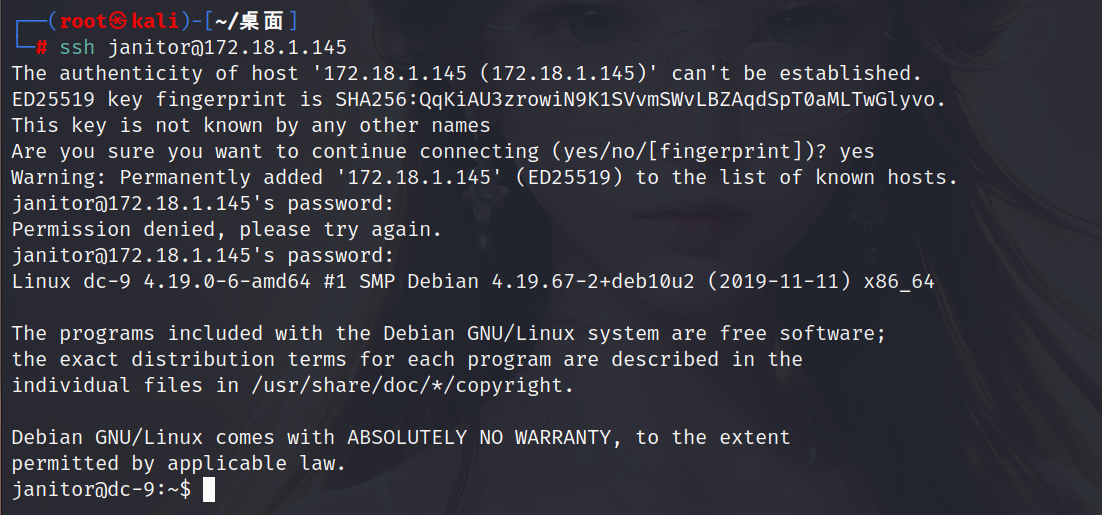 ┌──(root㉿kali)-[~/桌面]
└─# ssh janitor@172.18.1.145
The authenticity of host '172.18.1.145 (172.18.1.145)' can't be established.
ED25519 key fingerprint is SHA256:QqKiAU3zrowiN9K1SVvmSWvLBZAqdSpT0aMLTwGlyvo.
This key is not known by any other names
Are you sure you want to continue connecting (yes/no/[fingerprint])? yes
Warning: Permanently added '172.18.1.145' (ED25519) to the list of known hosts.
janitor@172.18.1.145's password:
Permission denied, please try again.
janitor@172.18.1.145's password:
Linux dc-9 4.19.0-6-amd64 #1 SMP Debian 4.19.67-2+deb10u2 (2019-11-11) x86_64

The programs included with the Debian GNU/Linux system are free software;
the exact distribution terms for each program are described in the
individual files in /usr/share/doc/*/copyright.

Debian GNU/Linux comes with ABSOLUTELY NO WARRANTY, to the extent
permitted by applicable law.
janitor@dc-9:~$